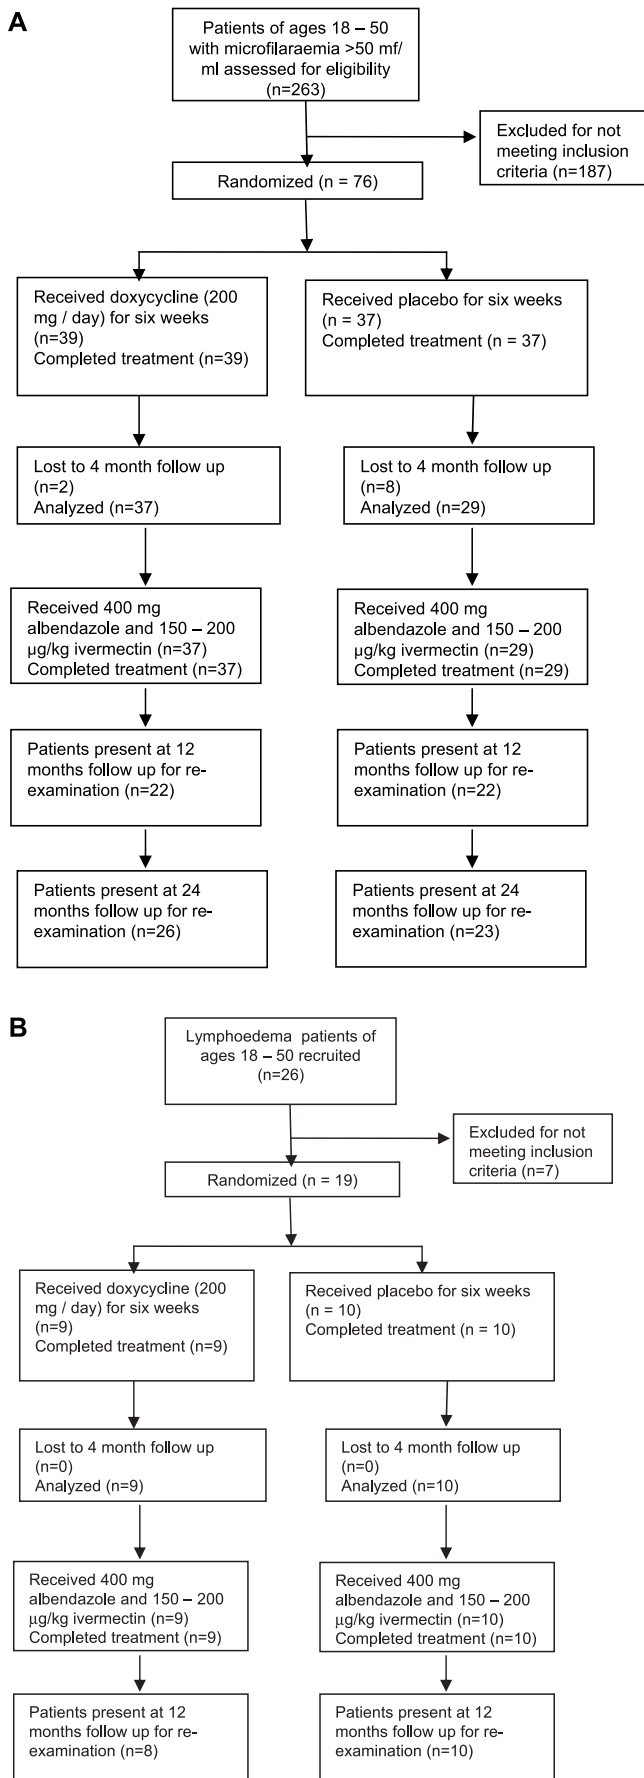 A
Patients of ages 18 – 50
with microfilaraemia >50 mf/
ml assessed for eligibility
(n=263)
Excluded for not
meeting inclusion
criteria (n=187)
Randomized (n = 76)
Received doxycycline (200
mg / day) for six weeks
(n=39)
Completed treatment (n=39)
Received placebo for six weeks
(n = 37)
Completed treatment (n = 37)
Lost to 4 month follow up
(n=2)
Analyzed (n=37)
Lost to 4 month follow up
(n=8)
Analyzed (n=29)
Received 400 mg
albendazole and 150 – 200
µg/kg ivermectin (n=37)
Completed treatment (n=37)
Received 400 mg
albendazole and 150 – 200
µg/kg ivermectin (n=29)
Completed treatment (n=29)
Patients present at 12
months follow up for re-
examination (n=22)
Patients present at 12
months follow up for re-
examination (n=22)
Patients present at 24
months follow up for re-
examination (n=26)
Patients present at 24
months follow up for re-
examination (n=23)
B
Lymphoedema patients of
ages 18 – 50 recruited
(n=26)
Excluded for not
meeting inclusion
criteria (n=7)
Randomized (n = 19)
Received doxycycline (200
mg / day) for six weeks
(n=9)
Completed treatment (n=9)
Received placebo for six weeks
(n = 10)
Completed treatment (n = 10)
Lost to 4 month follow up
(n=0)
Analyzed (n=9)
Lost to 4 month follow up
(n=0)
Analyzed (n=10)
Received 400 mg
albendazole and 150 – 200
µg/kg ivermectin (n=9)
Completed treatment (n=9)
Received 400 mg
albendazole and 150 – 200
µg/kg ivermectin (n=10)
Completed treatment (n=10)
Patients present at 12
months follow up for re-
examination (n=8)
Patients present at 12
months follow up for re-
examination (n=10)